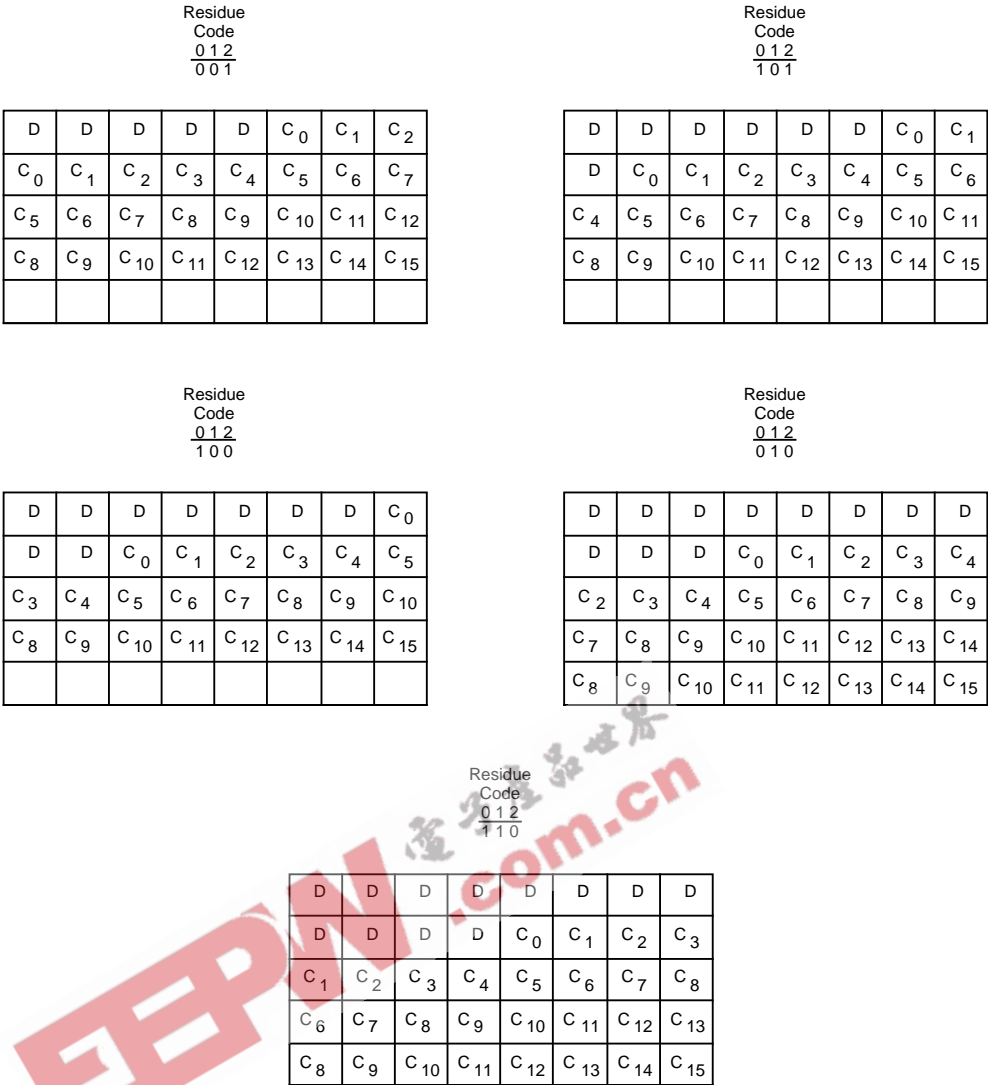 Residue
Code
0 1 2
0 0 1
D D D D D C0 C1 C2
C0 C1 C2 C3 C4 C5 C6 C7
C5 C6 C7 C8 C9 C10 C11 C12
C8 C9 C10 C11 C12 C13 C14 C15
Residue
Code
0 1 2
1 0 1
D D D D D D C0 C1
D C0 C1 C2 C3 C4 C5 C6
C4 C5 C6 C7 C8 C9 C10 C11
C8 C9 C10 C11 C12 C13 C14 C15
Residue
Code
0 1 2
1 0 0
D D D D D D D C0
D D C0 C1 C2 C3 C4 C5
C3 C4 C5 C6 C7 C8 C9 C10
C8 C9 C10 C11 C12 C13 C14 C15
Residue
Code
0 1 2
0 1 0
D D D D D D D D
D D D C0 C1 C2 C3 C4
C2 C3 C4 C5 C6 C7 C8 C9
C7 C8 C9 C10 C11 C12 C13 C14
C8 C9 C10 C11 C12 C13 C14 C15
Residue
Code
0 1 2
1 1 0
D D D D D D D D
D D D D C0 C1 C2 C3
C1 C2 C3 C4 C5 C6 C7 C8
C6 C7 C8 C9 C10 C11 C12 C13
C8 C9 C10 C11 C12 C13 C14 C15
EEPW
.com.cn
電子產品世界